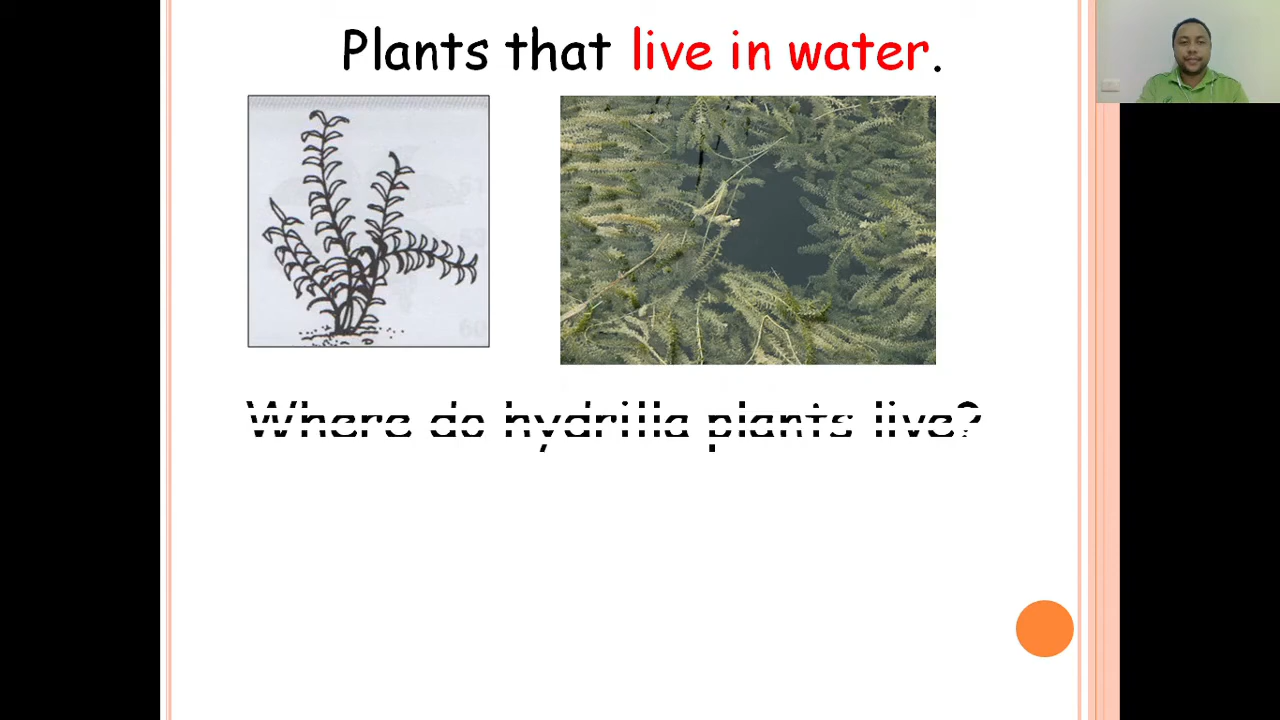 Plants that live in water.
Where do hydrilla plants live?